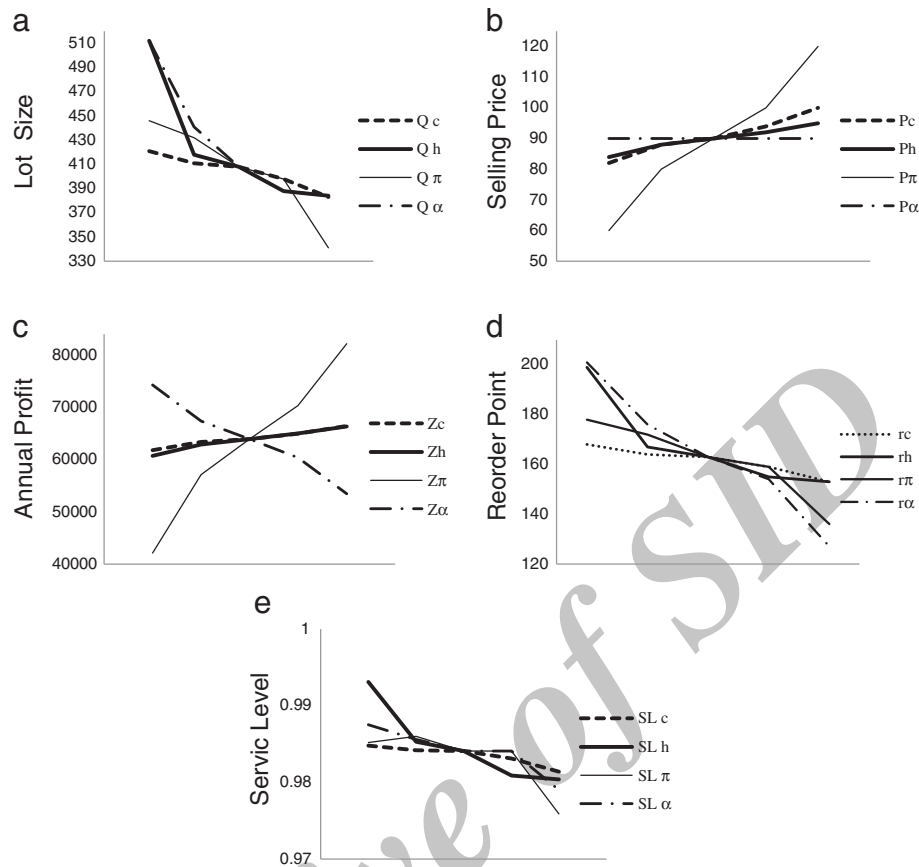 a
Lot Size
510
490
470
450
430
410
390
370
350
330
Q c
Q h
Q π
Q α
b
Selling Price
120
110
100
90
80
70
60
50
Pc
Ph
Pπ
Pα
c
Annual Profit
80000
70000
60000
50000
40000
Zc
Zh
Zπ
Zα
d
Reorder Point
200
180
160
140
120
rc
rh
rπ
rα
e
Servic Level
1
0.99
0.98
0.97
SL c
SL h
SL π
SL α
ve of SID